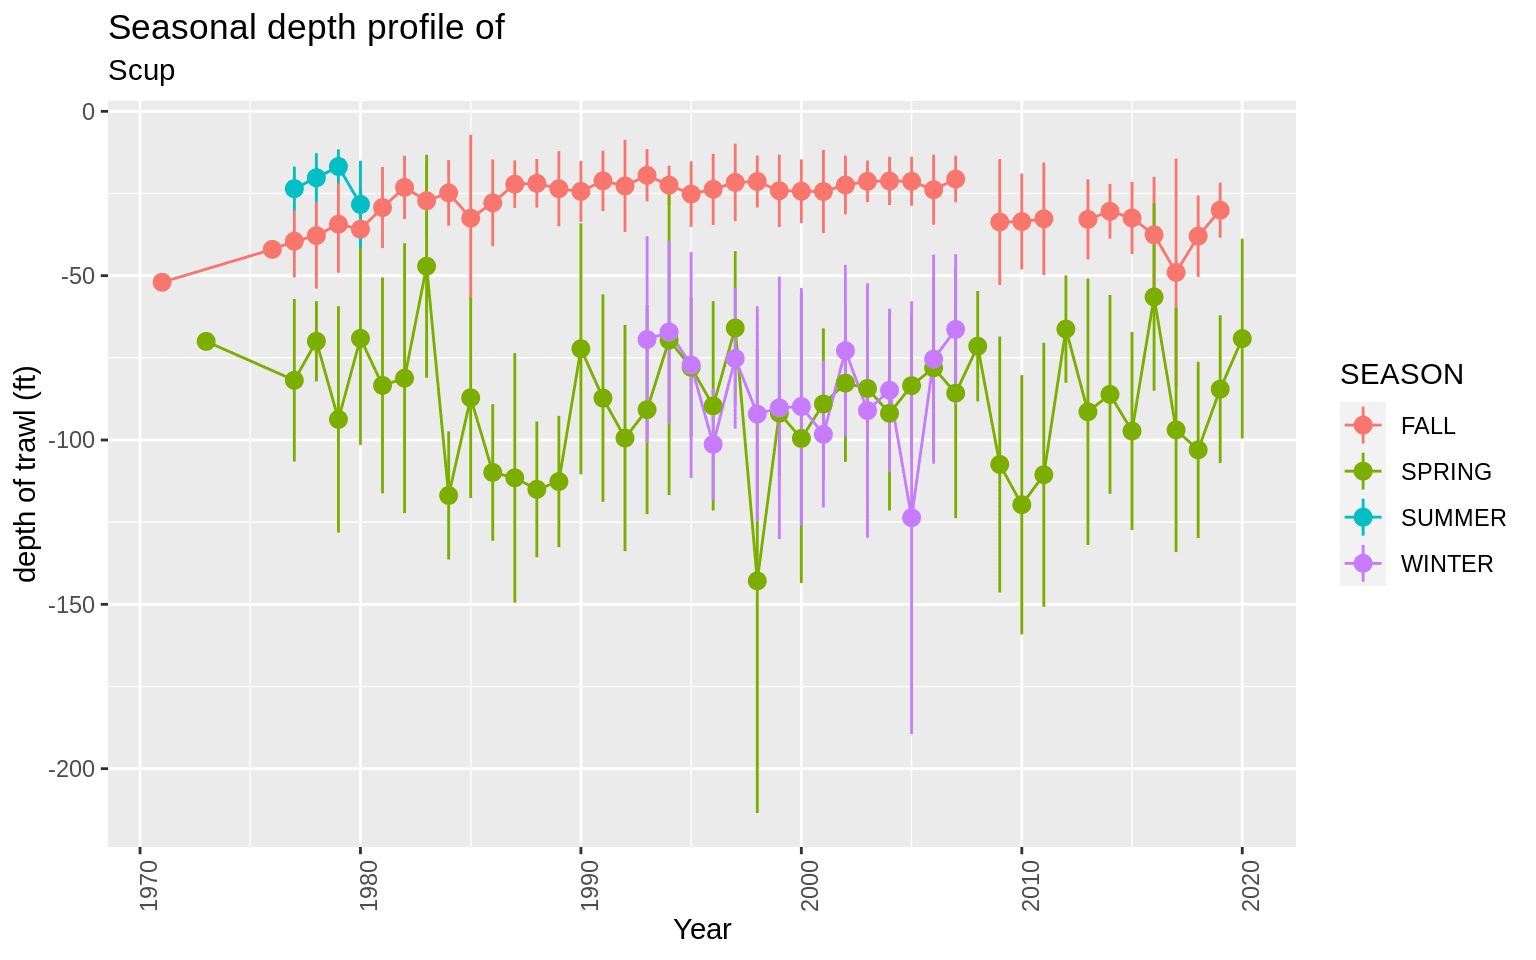 Seasonal depth profile of
Scup
0
-50
-100
-150
-200
depth of trawl (ft)
1970
1980
1990
2000
2010
2020
Year
SEASON
FALL
SPRING
SUMMER
WINTER